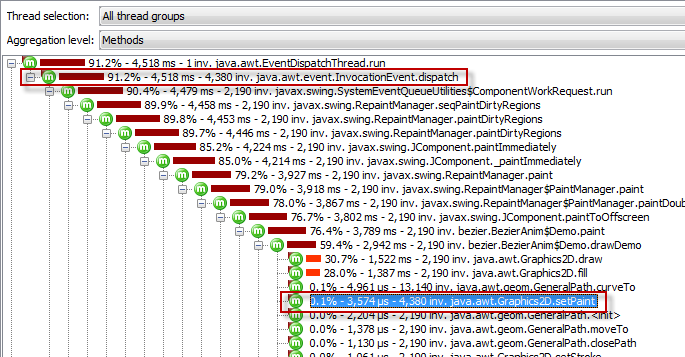 Thread selection: All thread groups
Aggregation level: Methods
91.2% - 4,518 ms - 1 inv. java.awt.EventDispatchThread.run
91.2% - 4,518 ms - 4,380 inv. java.awt.event.InvocationEvent.dispatch
90.4% - 4,479 ms - 2,190 inv. javax.swing.SystemEventQueueUtilities$ComponentWorkRequest.run
89.9% - 4,458 ms - 2,190 inv. javax.swing.RepaintManager.seqPaintDirtyRegions
89.8% - 4,453 ms - 2,190 inv. javax.swing.RepaintManager.paintDirtyRegions
89.7% - 4,446 ms - 2,190 inv. javax.swing.RepaintManager.paintDirtyRegions
85.2% - 4,224 ms - 2,190 inv. javax.swing.JComponent.paintImmediately
85.0% - 4,214 ms - 2,190 inv. javax.swing.JComponent._paintImmediately
79.2% - 3,927 ms - 2,190 inv. javax.swing.RepaintManager.paint
79.0% - 3,918 ms - 2,190 inv. javax.swing.RepaintManager$PaintManager.paint
78.0% - 3,867 ms - 2,190 inv. javax.swing.RepaintManager$PaintManager.paintDou
76.7% - 3,802 ms - 2,190 inv. javax.swing.JComponent.paintToOffscreen
76.4% - 3,789 ms - 2,190 inv. bezier.BezierAnim$Demo.paint
59.4% - 2,942 ms - 2,190 inv. bezier.BezierAnim$Demo.drawDemo
30.7% - 1,522 ms - 2,190 inv. java.awt.Graphics2D.draw
28.0% - 1,387 ms - 2,190 inv. java.awt.Graphics2D.fill
0.1% - 4,961 µs - 13,140 inv. java.awt.geom.GeneralPath.curveTo
0.1% - 3,574 µs - 4,380 inv. java.awt.Graphics2D.setPaint
0.0% - 2,204 µs - 2,190 inv. java.awt.geom.GeneralPath.<init>
0.0% - 1,378 µs - 2,190 inv. java.awt.geom.GeneralPath.moveTo
0.0% - 1,130 µs - 2,190 inv. java.awt.geom.GeneralPath.closePath
0.0% - 1,061 µs - 2,190 inv. java.awt.Graphics2D.setStroke